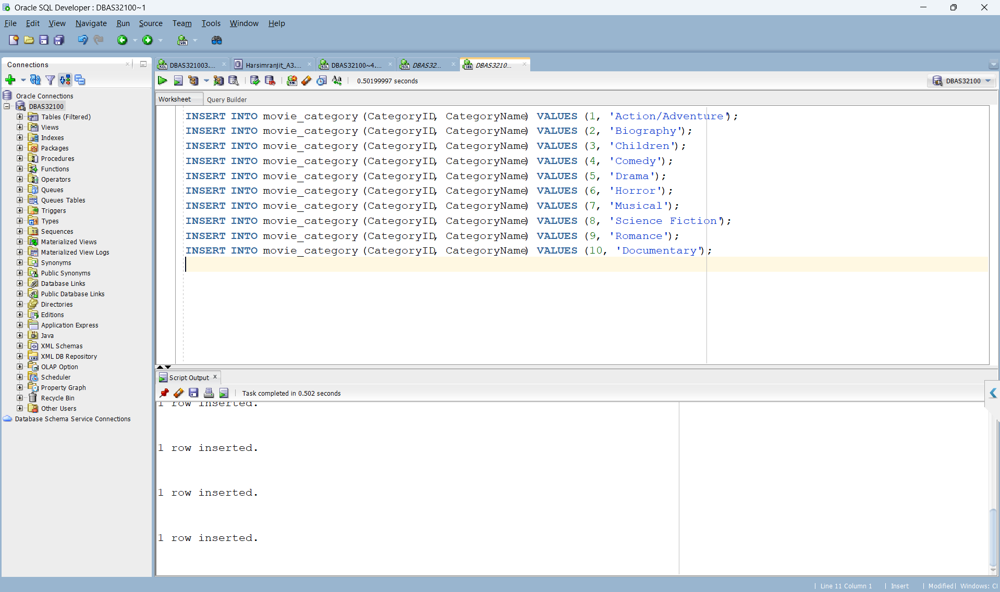 Oracle SQL Developer : DBAS32100~1
File Edit View Navigate Run Source Team Tools Window Help
Connections
DBAS321003....
Harsimranjit_A3....
DBAS32100~4....
DBAS32...
DBAS3210...
0.50199997 seconds
DBAS32100
Worksheet Query Builder
Oracle Connections
DBAS32100
Tables (Filtered)
Views
Indexes
Packages
Procedures
Functions
Operators
Queues
Queues Tables
Triggers
Types
Sequences
Materialized Views
Materialized View Logs
Synonyms
Public Synonyms
Database Links
Public Database Links
Directories
Editions
Application Express
Java
XML Schemas
XML DB Repository
OLAP Option
Scheduler
Property Graph
Recycle Bin
Other Users
Database Schema Service Connections
INSERT INTO movie_category (CategoryID, CategoryName) VALUES (1, 'Action/Adventure');
INSERT INTO movie_category (CategoryID, CategoryName) VALUES (2, 'Biography');
INSERT INTO movie_category (CategoryID, CategoryName) VALUES (3, 'Children');
INSERT INTO movie_category (CategoryID, CategoryName) VALUES (4, 'Comedy');
INSERT INTO movie_category (CategoryID, CategoryName) VALUES (5, 'Drama');
INSERT INTO movie_category (CategoryID, CategoryName) VALUES (6, 'Horror');
INSERT INTO movie_category (CategoryID, CategoryName) VALUES (7, 'Musical');
INSERT INTO movie_category (CategoryID, CategoryName) VALUES (8, 'Science Fiction');
INSERT INTO movie_category (CategoryID, CategoryName) VALUES (9, 'Romance');
INSERT INTO movie_category (CategoryID, CategoryName) VALUES (10, 'Documentary');
Script Output
Task completed in 0.502 seconds
1 row inserted.
1 row inserted.
1 row inserted.
1 row inserted.
Line 11 Column 1 Insert Modified Windows: Cl